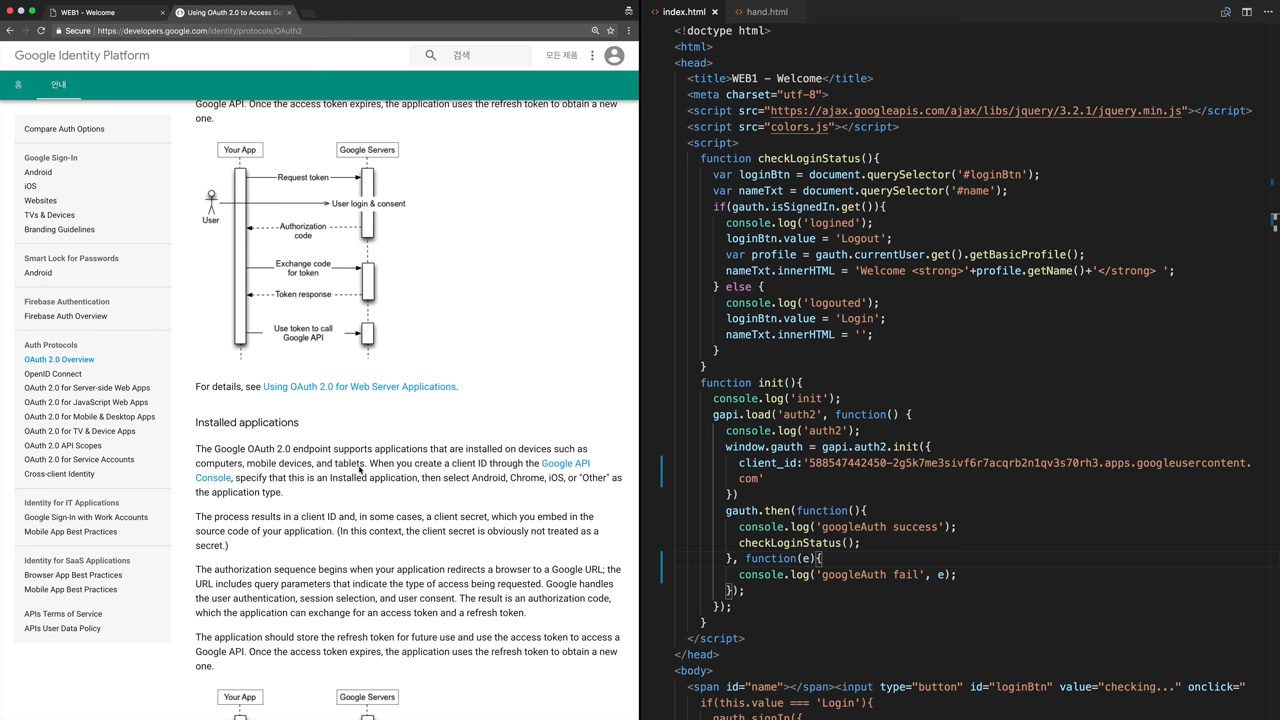 WEB1 - Welcome
Using OAuth 2.0 to Access Go
Secure
https://developers.google.com/identity/protocols/OAuth2
Google Identity Platform
검색
모든 제품
홈
안내
Compare Auth Options
Google Sign-In
Android
iOS
Websites
TVs & Devices
Branding Guidelines
Smart Lock for Passwords
Android
Firebase Authentication
Firebase Auth Overview
Auth Protocols
OAuth 2.0 Overview
OpenID Connect
OAuth 2.0 for Server-side Web Apps
OAuth 2.0 for JavaScript Web Apps
OAuth 2.0 for Mobile & Desktop Apps
OAuth 2.0 for TV & Device Apps
OAuth 2.0 API Scopes
OAuth 2.0 for Service Accounts
Cross-client Identity
Identity for IT Applications
Google Sign-In with Work Accounts
Mobile App Best Practices
Identity for SaaS Applications
Browser App Best Practices
Mobile App Best Practices
APIs Terms of Service
APIs User Data Policy
Google API. Once the access token expires, the application uses the refresh token to obtain a new
one.
Your App
Google Servers
Request token
User login & consent
User
Authorization
code
Exchange code
for token
Token response
Use token to call
Google API
For details, see Using OAuth 2.0 for Web Server Applications.
Installed applications
The Google OAuth 2.0 endpoint supports applications that are installed on devices such as
computers, mobile devices, and tablets. When you create a client ID through the Google API
Console, specify that this is an Installed application, then select Android, Chrome, iOS, or "Other" as
the application type.
The process results in a client ID and, in some cases, a client secret, which you embed in the
source code of your application. (In this context, the client secret is obviously not treated as a
secret.)
The authorization sequence begins when your application redirects a browser to a Google URL; the
URL includes query parameters that indicate the type of access being requested. Google handles
the user authentication, session selection, and user consent. The result is an authorization code,
which the application can exchange for an access token and a refresh token.
The application should store the refresh token for future use and use the access token to access a
Google API. Once the access token expires, the application uses the refresh token to obtain a new
one.
Your App
Google Servers
index.html
hand.html
<!doctype html>
<html>
<head>
<title>WEB1 - Welcome</title>
<meta charset="utf-8">
<script src="https://ajax.googleapis.com/ajax/libs/jquery/3.2.1/jquery.min.js"></script>
<script src="colors.js"></script>
<script>
function checkLoginStatus(){
var loginBtn = document.querySelector('#loginBtn');
var nameTxt = document.querySelector('#name');
if(gauth.isSignedIn.get()){
console.log('logined');
loginBtn.value = 'Logout';
var profile = gauth.currentUser.get().getBasicProfile();
nameTxt.innerHTML = 'Welcome <strong>'+profile.getName()+'</strong> ';
} else {
console.log('logouted');
loginBtn.value = 'Login';
nameTxt.innerHTML = '';
}
}
function init(){
console.log('init');
gapi.load('auth2', function() {
console.log('auth2');
window.gauth = gapi.auth2.init({
client_id:'588547442450-2g5k7me3sivf6r7acqrb2n1qv3s70rh3.apps.googleusercontent.
com'
})
gauth.then(function(){
console.log('googleAuth success');
checkLoginStatus();
}, function(e){
console.log('googleAuth fail', e);
});
});
}
</script>
</head>
<body>
<span id="name"></span><input type="button" id="loginBtn" value="checking..." onclick="
if(this.value === 'Login'){
gauth.signIn({